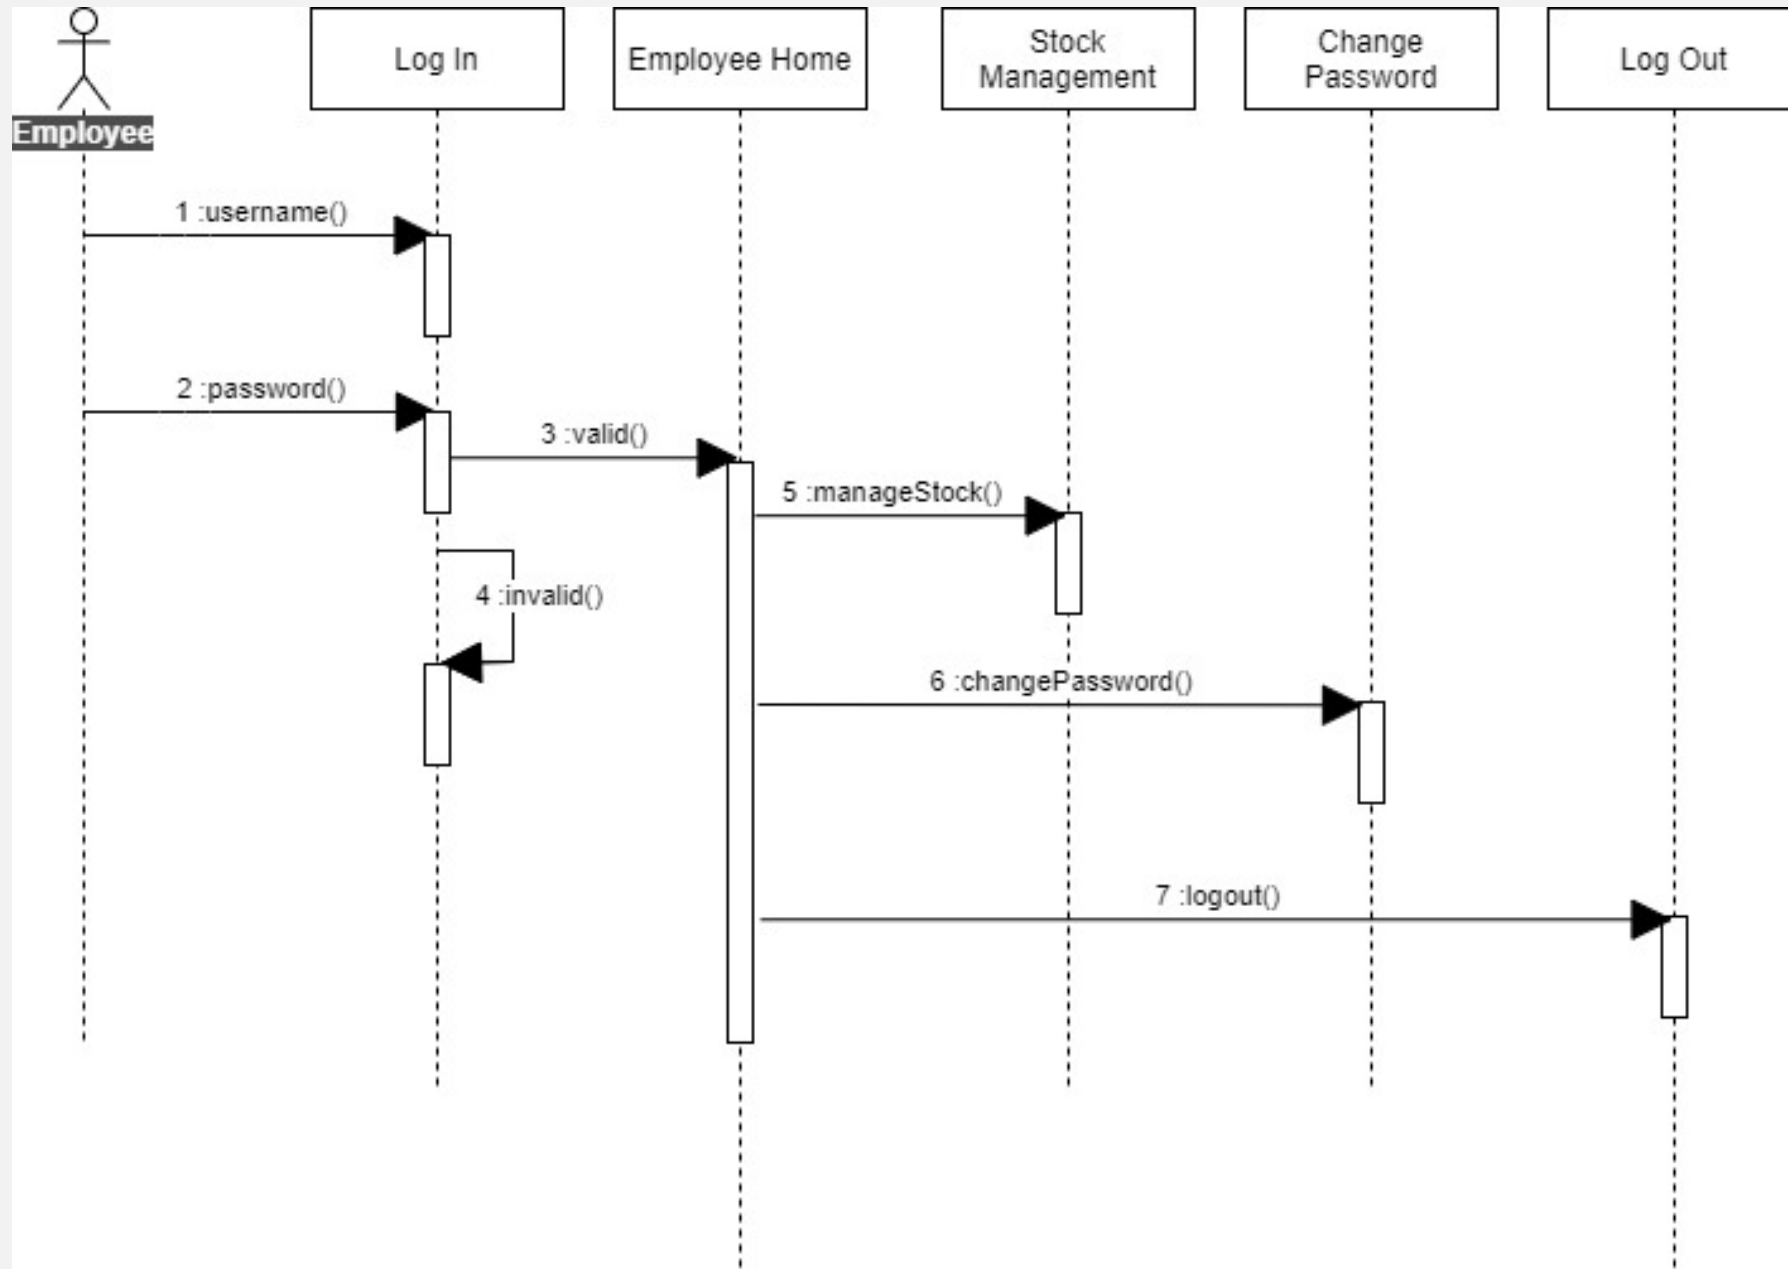 Log In
Employee Home
Stock
Management
Change
Password
Log Out
Employee
1 :username()
2 :password()
3 :valid()
5 :manageStock()
4 :invalid()
6 :changePassword()
7 :logout()